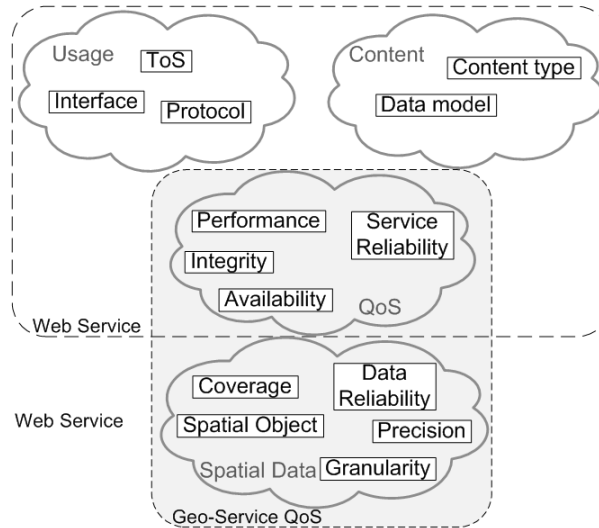 Usage
ToS
Interface
Protocol
Content
Content type
Data model
Performance
Service
Reliability
Integrity
Availability
QoS
Web Service
Coverage
Data
Reliability
Web Service
Spatial Object
Precision
Spatial Data
Granularity
Geo-Service QoS